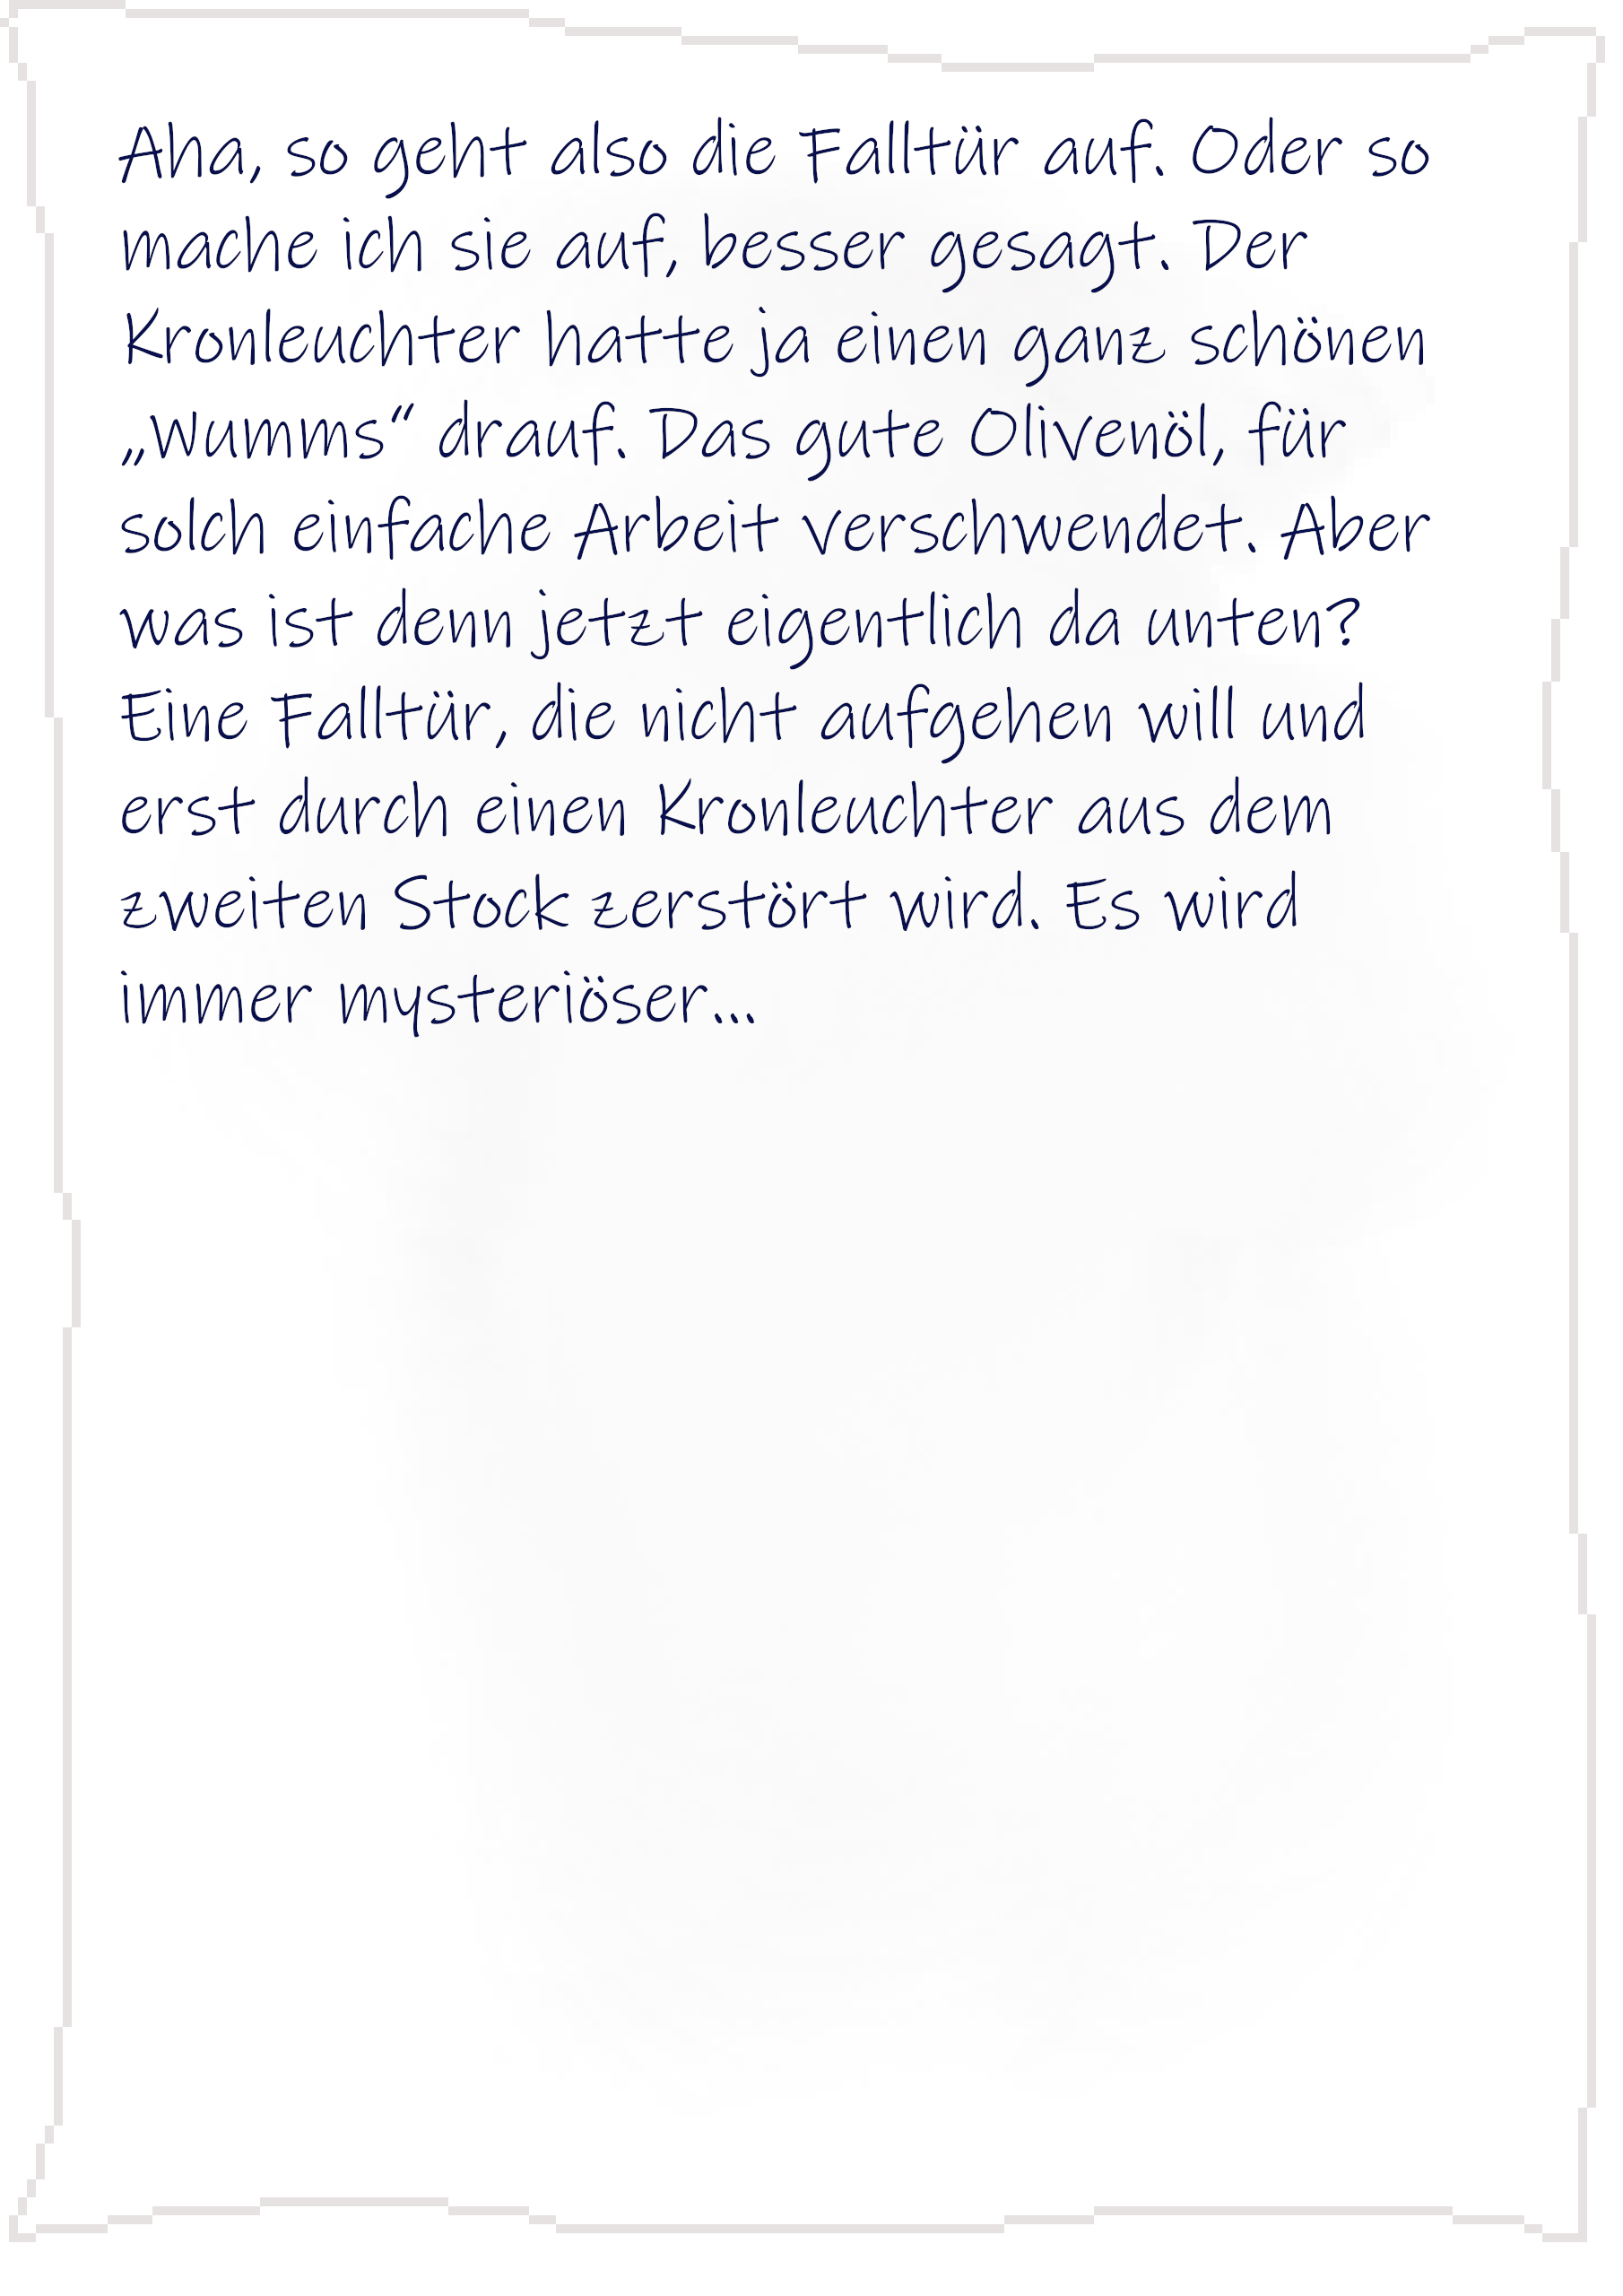 Aha, so geht also die Falltür auf. Oder so
mache ich sie auf, besser gesagt. Der
Kronleuchter hatte ja einen ganz schönen
„Wumms“ drauf. Das gute Olivenöl, für
solch einfache Arbeit verschwendet. Aber
was ist denn jetzt eigentlich da unten?
Eine Falltür, die nicht aufgehen will und
erst durch einen Kronleuchter aus dem
zweiten Stock zerstört wird. Es wird
immer mysteriöser...